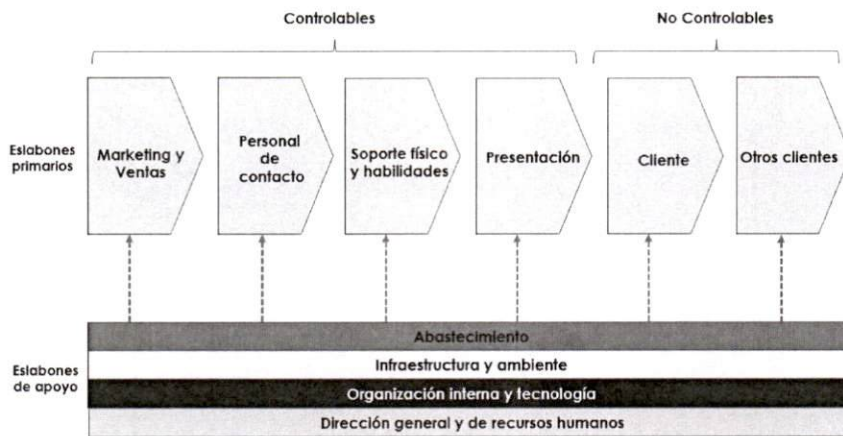 Controlables
No Controlables
Eslabones
primarios
Marketing y
Ventas
Personal
de
contacto
Soporte físico
y habilidades
Presentación
Cliente
Otros clientes
Eslabones
de apoyo
Abastecimiento
Infraestructura y ambiente
Organización interna y tecnología
Dirección general y de recursos humanos